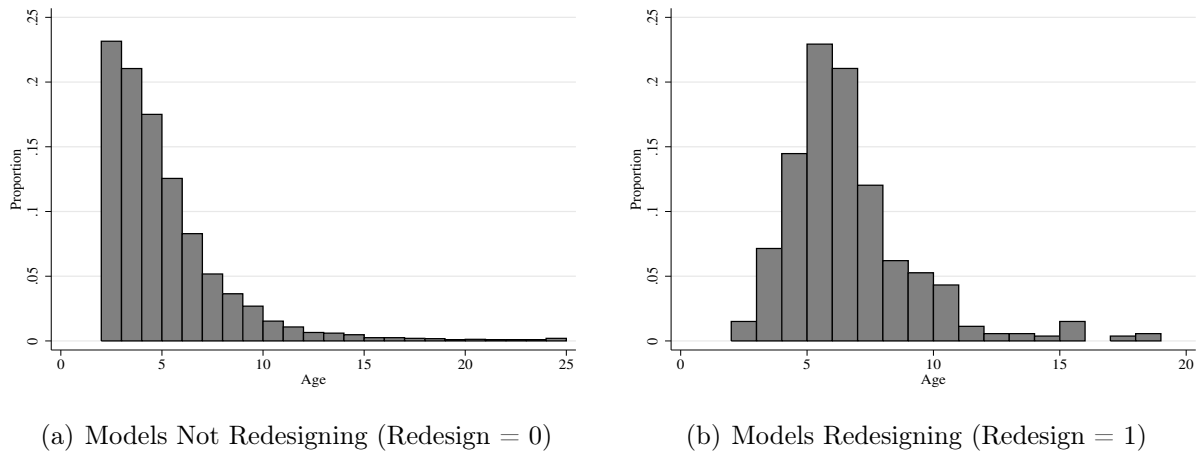 Proportion
0 .05 .1 .15 .2 .25
0 5 10 15 20 25
Age
(a) Models Not Redesigning (Redesign = 0)
Proportion
0 .05 .1 .15 .2 .25
0 5 10 15 20
Age
(b) Models Redesigning (Redesign = 1)